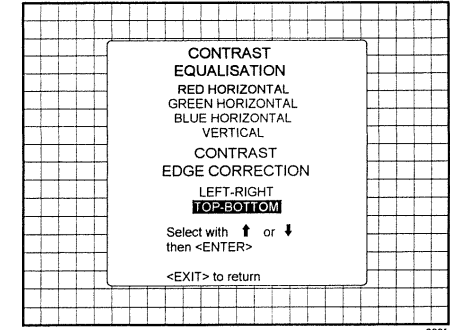 CONTRAST
EQUALISATION
RED HORIZONTAL
GREEN HORIZONTAL
BLUE HORIZONTAL
VERTICAL
CONTRAST
EDGE CORRECTION
LEFT-RIGHT
TOP-BOTTOM
Select with ⬆ or ⬇
then <ENTER>
<EXIT> to return